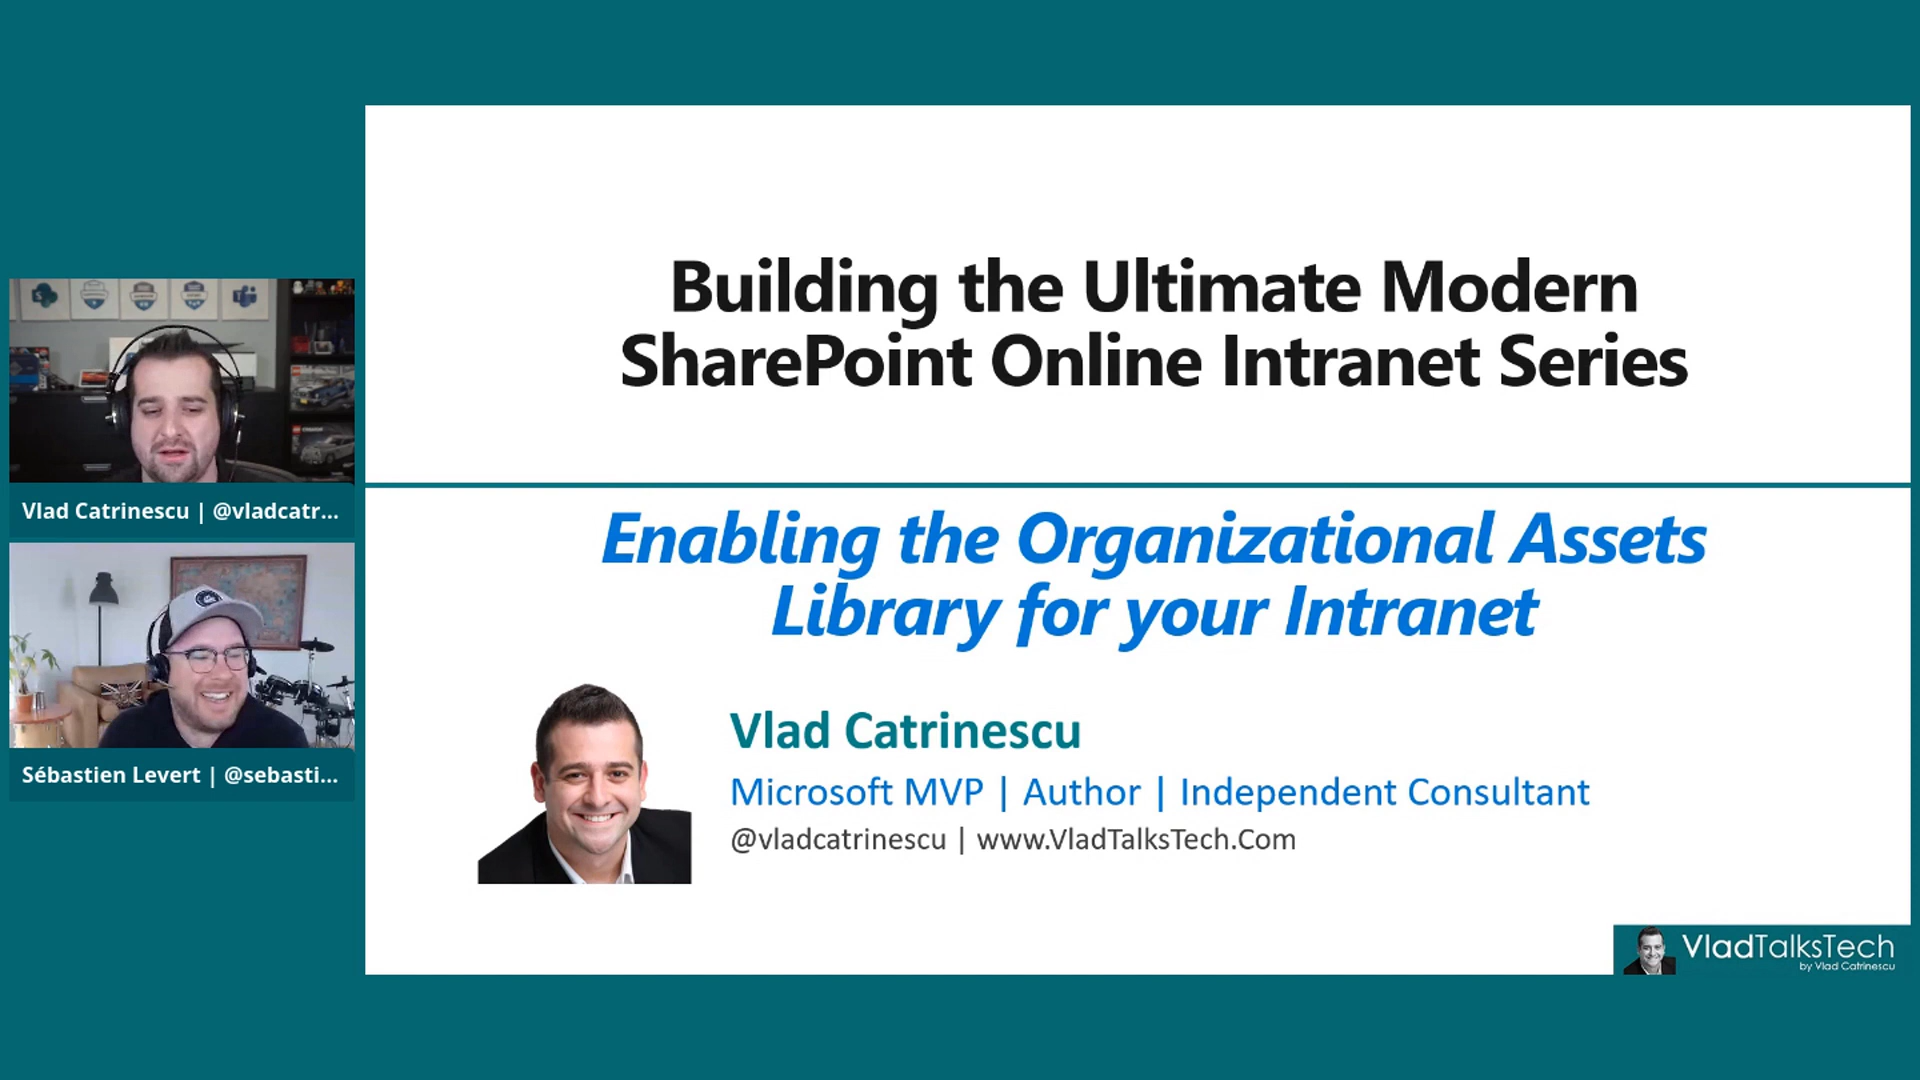 Building the Ultimate Modern
SharePoint Online Intranet Series
Enabling the Organizational Assets
Library for your Intranet
Vlad Catrinescu
Microsoft MVP | Author | Independent Consultant
@vladcatrinescu | www.VladTalksTech.Com
VladTalksTech
by Vlad Catrinescu
Vlad Catrinescu | @vladcatr...
Sébastien Levert | @sebasti...